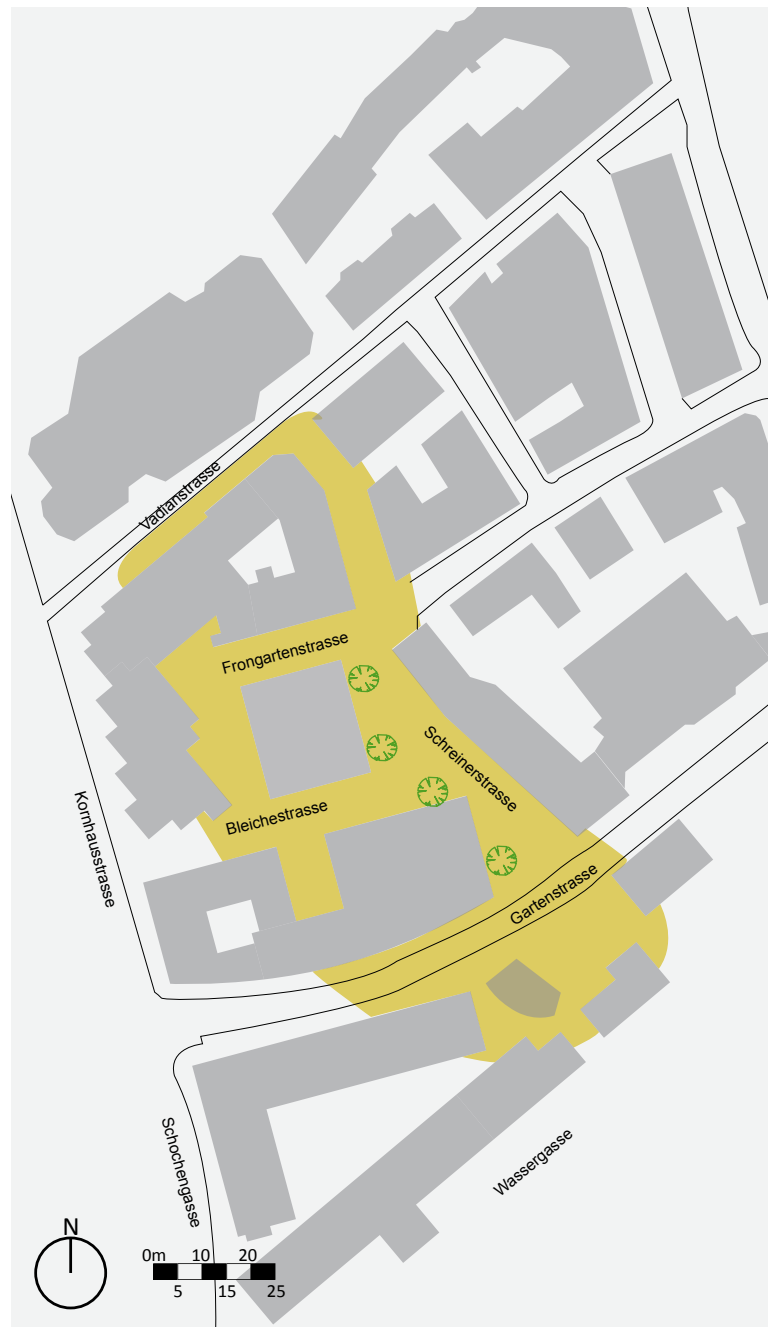 Vadianstrasse
Frongartenstrasse
Schreinerstrasse
Kornhausstrasse
Bleichestrasse
Gartenstrasse
Schochengasse
Wassergasse
N
0m 10 20
5 15 25